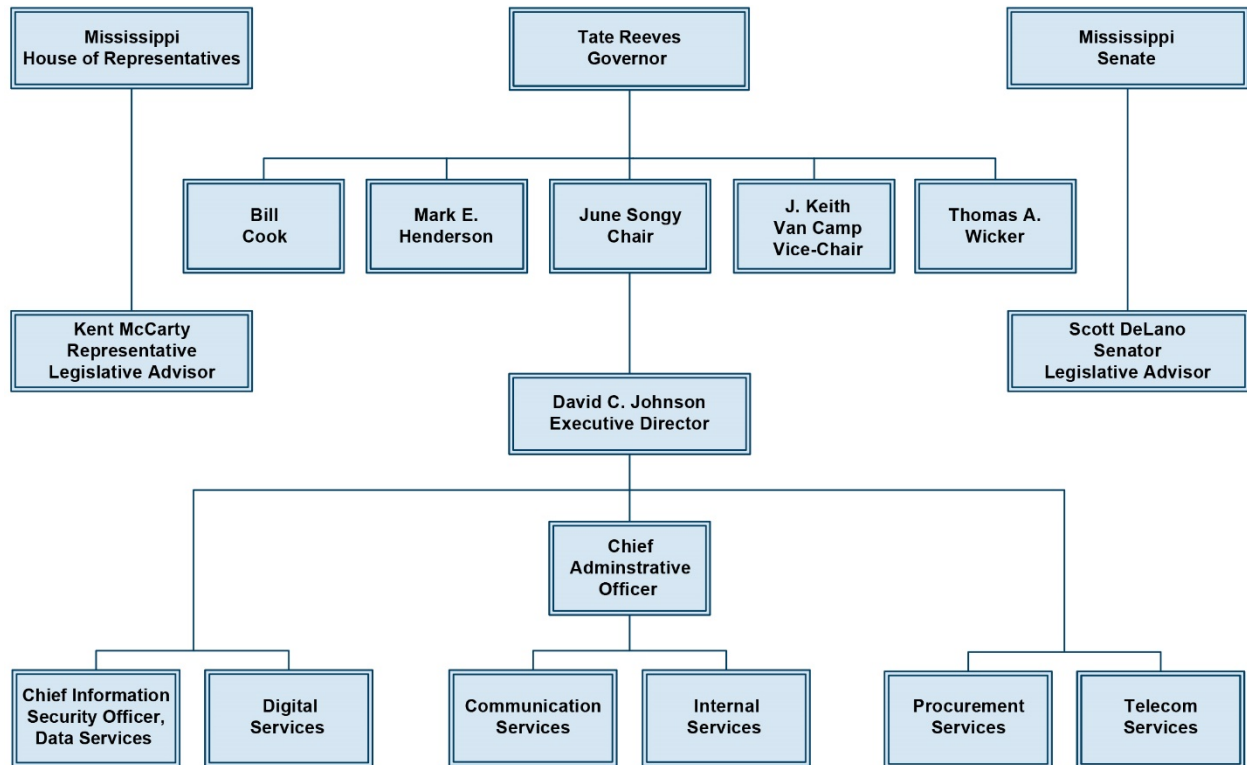 Mississippi
House of Representatives
Tate Reeves
Governor
Mississippi
Senate
Bill
Cook
Mark E.
Henderson
June Songy
Chair
J. Keith
Van Camp
Vice-Chair
Thomas A.
Wicker
Kent McCarty
Representative
Legislative Advisor
Scott DeLano
Senator
Legislative Advisor
David C. Johnson
Executive Director
Chief
Adminstrative
Officer
Chief Information
Security Officer,
Data Services
Digital
Services
Communication
Services
Internal
Services
Procurement
Services
Telecom
Services